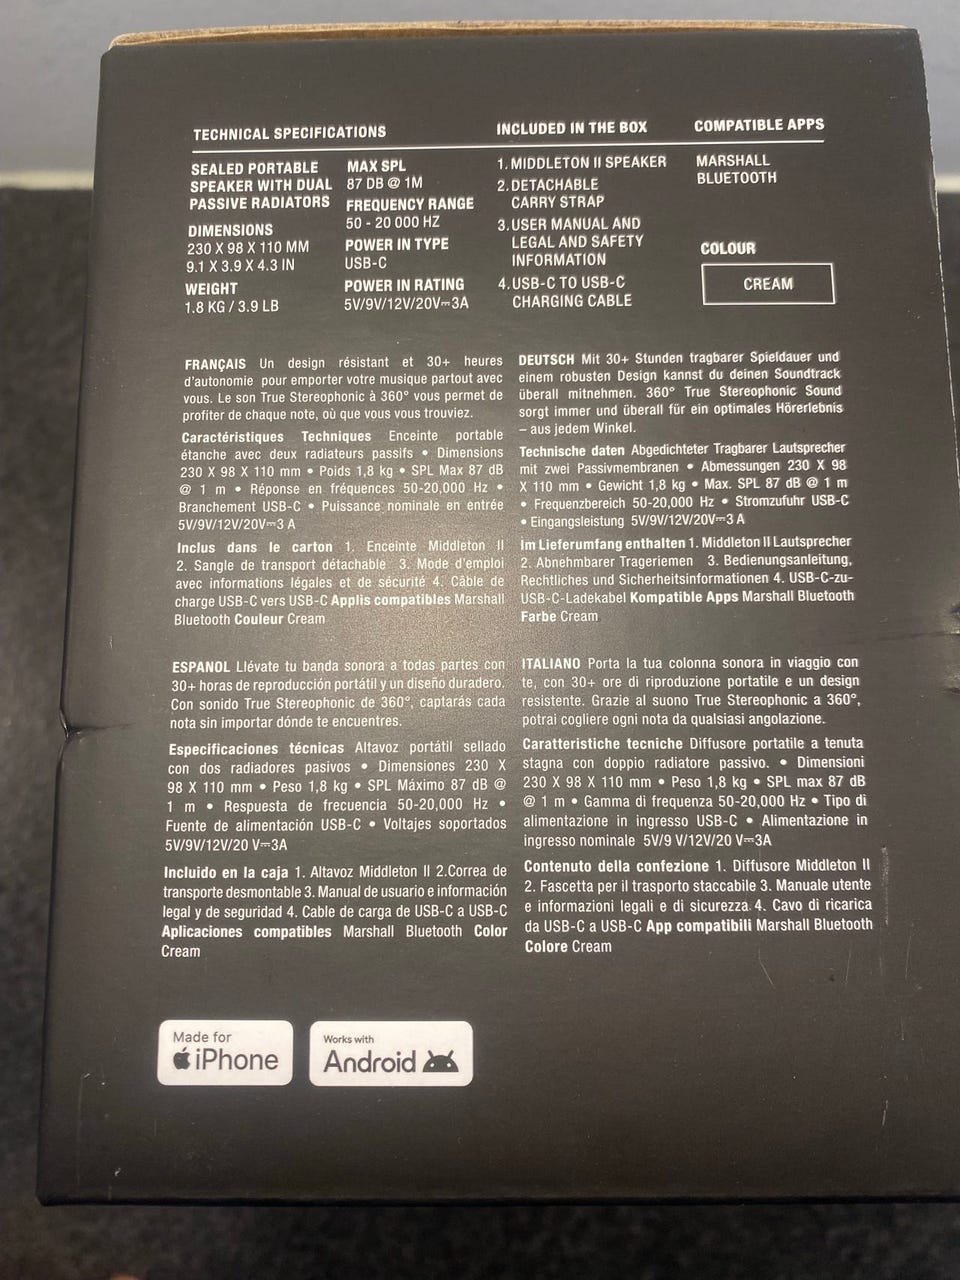 TECHNICAL SPECIFICATIONS
SEALED PORTABLE
SPEAKER WITH DUAL
PASSIVE RADIATORS
DIMENSIONS
230 X 98 X 110 MM
9.1 X 3.9 X 4.3 IN
WEIGHT
1.8 KG / 3.9 LB
MAX SPL
87 DB @ 1M
FREQUENCY RANGE
50 - 20 000 HZ
POWER IN TYPE
USB-C
POWER IN RATING
5V/9V/12V/20V⎓3A
INCLUDED IN THE BOX
1. MIDDLETON II SPEAKER
2. DETACHABLE
CARRY STRAP
3. USER MANUAL AND
LEGAL AND SAFETY
INFORMATION
4. USB-C TO USB-C
CHARGING CABLE
COMPATIBLE APPS
MARSHALL
BLUETOOTH
COLOUR
CREAM
FRANÇAIS Un design résistant et 30+ heures
d'autonomie pour emporter votre musique partout avec
vous. Le son True Stereophonic à 360° vous permet de
profiter de chaque note, où que vous vous trouviez.
Caractéristiques Techniques Enceinte portable
étanche avec deux radiateurs passifs • Dimensions
230 X 98 X 110 mm • Poids 1,8 kg • SPL Max 87 dB
@ 1 m • Réponse en fréquences 50-20,000 Hz •
Branchement USB-C • Puissance nominale en entrée
5V/9V/12V/20V⎓3 A
Inclus dans le carton 1. Enceinte Middleton II
2. Sangle de transport détachable 3. Mode d'emploi
avec informations légales et de sécurité 4. Câble de
charge USB-C vers USB-C Applis compatibles Marshall
Bluetooth Couleur Cream
DEUTSCH Mit 30+ Stunden tragbarer Spieldauer und
einem robusten Design kannst du deinen Soundtrack
überall mitnehmen. 360° True Stereophonic Sound
sorgt immer und überall für ein optimales Hörerlebnis
– aus jedem Winkel.
Technische daten Abgedichteter Tragbarer Lautsprecher
mit zwei Passivmembranen • Abmessungen 230 X 98
X 110 mm • Gewicht 1,8 kg • Max. SPL 87 dB @ 1 m
• Frequenzbereich 50-20,000 Hz • Stromzufuhr USB-C
• Eingangsleistung 5V/9V/12V/20V⎓3 A
Im Lieferumfang enthalten 1. Middleton II Lautsprecher
2. Abnehmbarer Trageriemen 3. Bedienungsanleitung,
Rechtliches und Sicherheitsinformationen 4. USB-C-zu-
USB-C-Ladekabel Kompatible Apps Marshall Bluetooth
Farbe Cream
ESPANOL Llévate tu banda sonora a todas partes con
30+ horas de reproducción portátil y un diseño duradero.
Con sonido True Stereophonic de 360°, captarás cada
nota sin importar dónde te encuentres.
Especificaciones técnicas Altavoz portátil sellado
con dos radiadores pasivos • Dimensiones 230 X
98 X 110 mm • Peso 1,8 kg • SPL Máximo 87 dB @
1 m • Respuesta de frecuencia 50-20,000 Hz •
Fuente de alimentación USB-C • Voltajes soportados
5V/9V/12V/20 V⎓3A
Incluido en la caja 1. Altavoz Middleton II 2.Correa de
transporte desmontable 3. Manual de usuario e información
legal y de seguridad 4. Cable de carga de USB-C a USB-C
Aplicaciones compatibles Marshall Bluetooth Color
Cream
ITALIANO Porta la tua colonna sonora in viaggio con
te, con 30+ ore di riproduzione portatile e un design
resistente. Grazie al suono True Stereophonic a 360°,
potrai cogliere ogni nota da qualsiasi angolazione.
Caratteristiche tecniche Diffusore portatile a tenuta
stagna con doppio radiatore passivo. • Dimensioni
230 X 98 X 110 mm • Peso 1,8 kg • SPL max 87 dB
@ 1 m • Gamma di frequenza 50-20,000 Hz • Tipo di
alimentazione in ingresso USB-C • Alimentazione in
ingresso nominale 5V/9 V/12V/20 V⎓3A
Contenuto della confezione 1. Diffusore Middleton II
2. Fascetta per il trasporto staccabile 3. Manuale utente
e informazioni legali e di sicurezza 4. Cavo di ricarica
da USB-C a USB-C App compatibili Marshall Bluetooth
Colore Cream
Made for
iPhone
Works with
Android